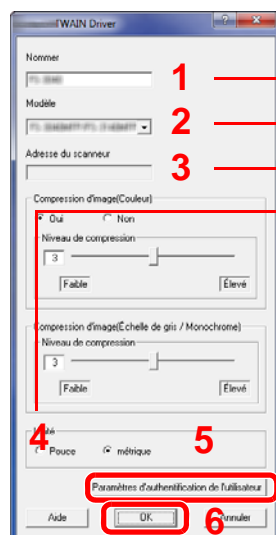 TWAIN Driver
Nommer
1
Modèle
2
Adresse du scanneur
3
Compression d'image(Couleur)
Oui Non
Niveau de compression
3
Faible Élevé
Compression d'image(Échelle de gris / Monochrome)
Niveau de compression
3
Faible Élevé
4
5
Pouce métrique
Paramètres d'authentification de l'utilisateur
Aide OK Annuler
6